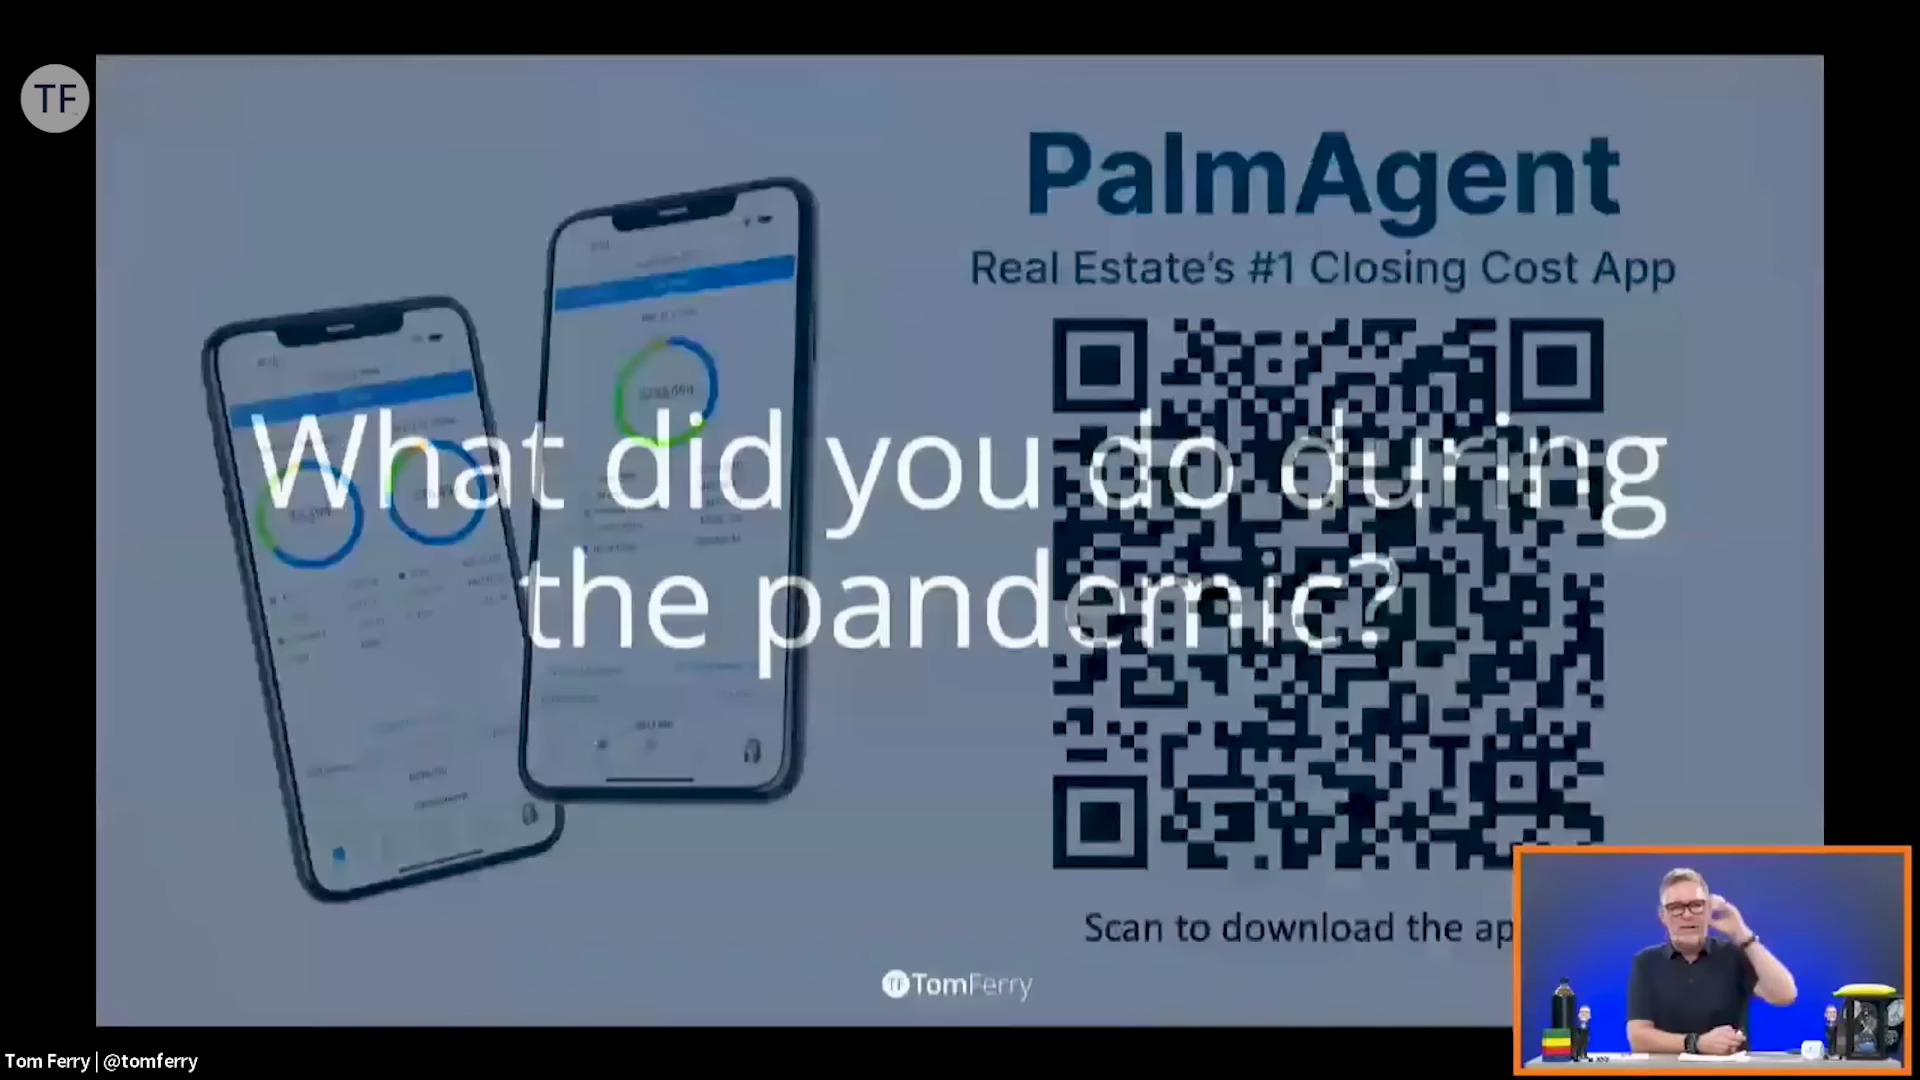 TF
PalmAgent
Real Estate's #1 Closing Cost App
What did you do during
the pandemic?
Scan to download the ap
TF TomFerry
Tom Ferry | @tomferry